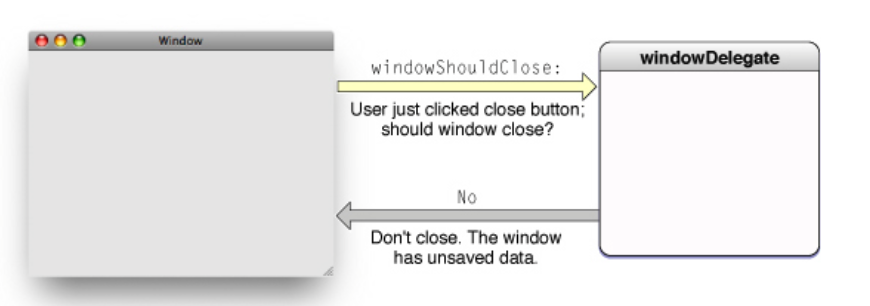 Window
windowShouldClose:
User just clicked close button;
should window close?
windowDelegate
No
Don't close. The window
has unsaved data.